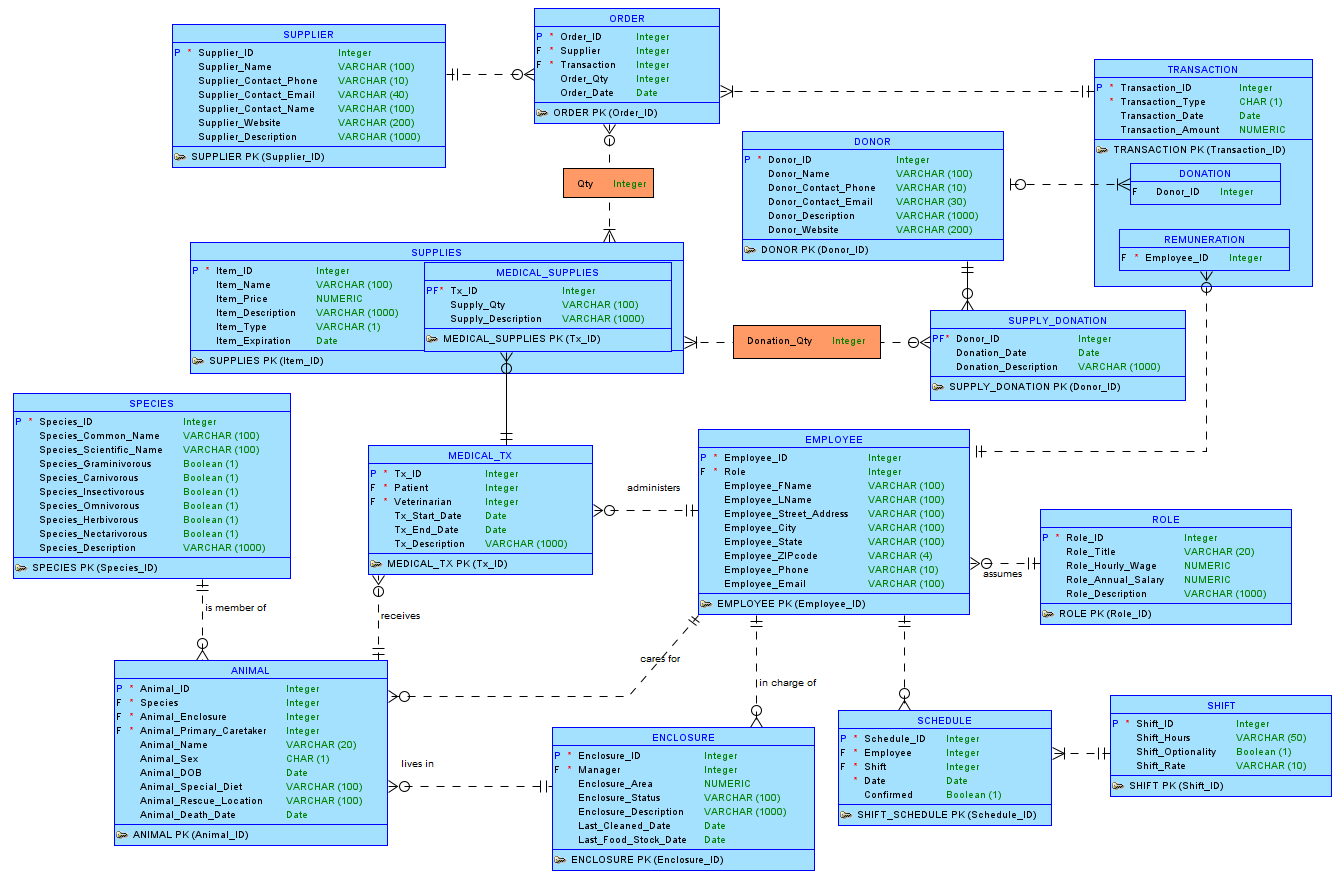 SUPPLIER
P * Supplier_ID Integer
Supplier_Name VARCHAR (100)
Supplier_Contact_Phone VARCHAR (10)
Supplier_Contact_Email VARCHAR (40)
Supplier_Contact_Name VARCHAR (100)
Supplier_Website VARCHAR (200)
Supplier_Description VARCHAR (1000)
SUPPLIER PK (Supplier_ID)
ORDER
P * Order_ID Integer
F * Supplier Integer
F * Transaction Integer
Order_Qty Integer
Order_Date Date
ORDER PK (Order_ID)
TRANSACTION
P * Transaction_ID Integer
* Transaction_Type CHAR (1)
Transaction_Date Date
Transaction_Amount NUMERIC
TRANSACTION PK (Transaction_ID)
DONATION
F Donor_ID Integer
REMUNERATION
F * Employee_ID Integer
DONOR
P * Donor_ID Integer
Donor_Name VARCHAR (100)
Donor_Contact_Phone VARCHAR (10)
Donor_Contact_Email VARCHAR (30)
Donor_Description VARCHAR (1000)
Donor_Website VARCHAR (200)
DONOR PK (Donor_ID)
Qty Integer
SUPPLIES
P * Item_ID Integer
Item_Name VARCHAR (100)
Item_Price NUMERIC
Item_Description VARCHAR (1000)
Item_Type VARCHAR (1)
Item_Expiration Date
SUPPLIES PK (Item_ID)
MEDICAL_SUPPLIES
PF* Tx_ID Integer
Supply_Qty VARCHAR (100)
Supply_Description VARCHAR (1000)
MEDICAL_SUPPLIES PK (Tx_ID)
Donation_Qty Integer
SUPPLY_DONATION
PF* Donor_ID Integer
Donation_Date Date
Donation_Description VARCHAR (1000)
SUPPLY_DONATION PK (Donor_ID)
SPECIES
P * Species_ID Integer
Species_Common_Name VARCHAR (100)
Species_Scientific_Name VARCHAR (100)
Species_Graminivorous Boolean (1)
Species_Carnivorous Boolean (1)
Species_Insectivorous Boolean (1)
Species_Omnivorous Boolean (1)
Species_Herbivorous Boolean (1)
Species_Nectarivorous Boolean (1)
Species_Description VARCHAR (1000)
SPECIES PK (Species_ID)
MEDICAL_TX
P * Tx_ID Integer
F * Patient Integer
F * Veterinarian Integer
Tx_Start_Date Date
Tx_End_Date Date
Tx_Description VARCHAR (1000)
MEDICAL_TX PK (Tx_ID)
administers
EMPLOYEE
P * Employee_ID Integer
F * Role Integer
Employee_FName VARCHAR (100)
Employee_LName VARCHAR (100)
Employee_Street_Address VARCHAR (100)
Employee_City VARCHAR (100)
Employee_State VARCHAR (100)
Employee_ZIPcode VARCHAR (4)
Employee_Phone VARCHAR (10)
Employee_Email VARCHAR (100)
EMPLOYEE PK (Employee_ID)
assumes
ROLE
P * Role_ID Integer
Role_Title VARCHAR (20)
Role_Hourly_Wage NUMERIC
Role_Annual_Salary NUMERIC
Role_Description VARCHAR (1000)
ROLE PK (Role_ID)
is member of
receives
cares for
in charge of
lives in
ANIMAL
P * Animal_ID Integer
F * Species Integer
F * Animal_Enclosure Integer
F * Animal_Primary_Caretaker Integer
Animal_Name VARCHAR (20)
Animal_Sex CHAR (1)
Animal_DOB Date
Animal_Special_Diet VARCHAR (100)
Animal_Rescue_Location VARCHAR (100)
Animal_Death_Date Date
ANIMAL PK (Animal_ID)
ENCLOSURE
P * Enclosure_ID Integer
F * Manager Integer
Enclosure_Area NUMERIC
Enclosure_Status VARCHAR (100)
Enclosure_Description VARCHAR (1000)
Last_Cleaned_Date Date
Last_Food_Stock_Date Date
ENCLOSURE PK (Enclosure_ID)
SCHEDULE
P * Schedule_ID Integer
F * Employee Integer
F * Shift Integer
* Date Date
Confirmed Boolean (1)
SHIFT_SCHEDULE PK (Schedule_ID)
SHIFT
P * Shift_ID Integer
Shift_Hours VARCHAR (50)
Shift_Optionality Boolean (1)
Shift_Rate VARCHAR (10)
SHIFT PK (Shift_ID)